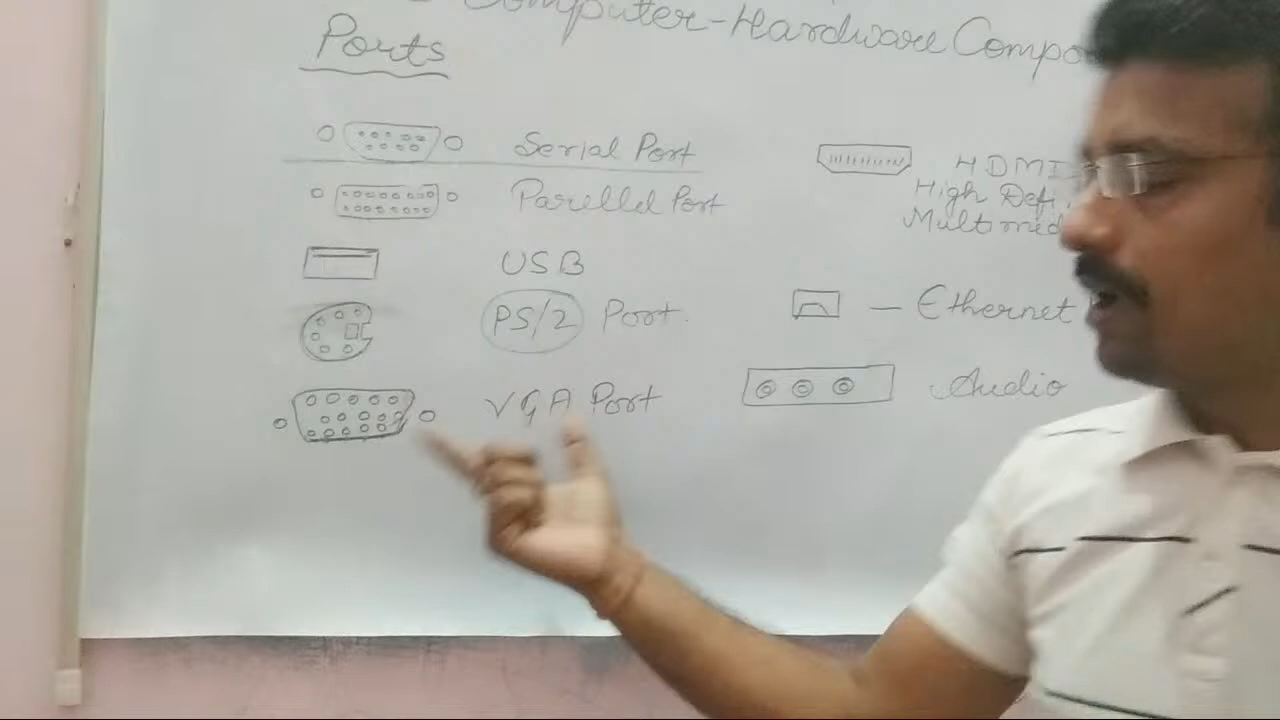 Computer-Hardware Compo
Ports
Serial Port
Parellel Port
USB
PS/2 Port.
VGA Port
HDMI
High Defi
Multimed
— Ethernet
Audio